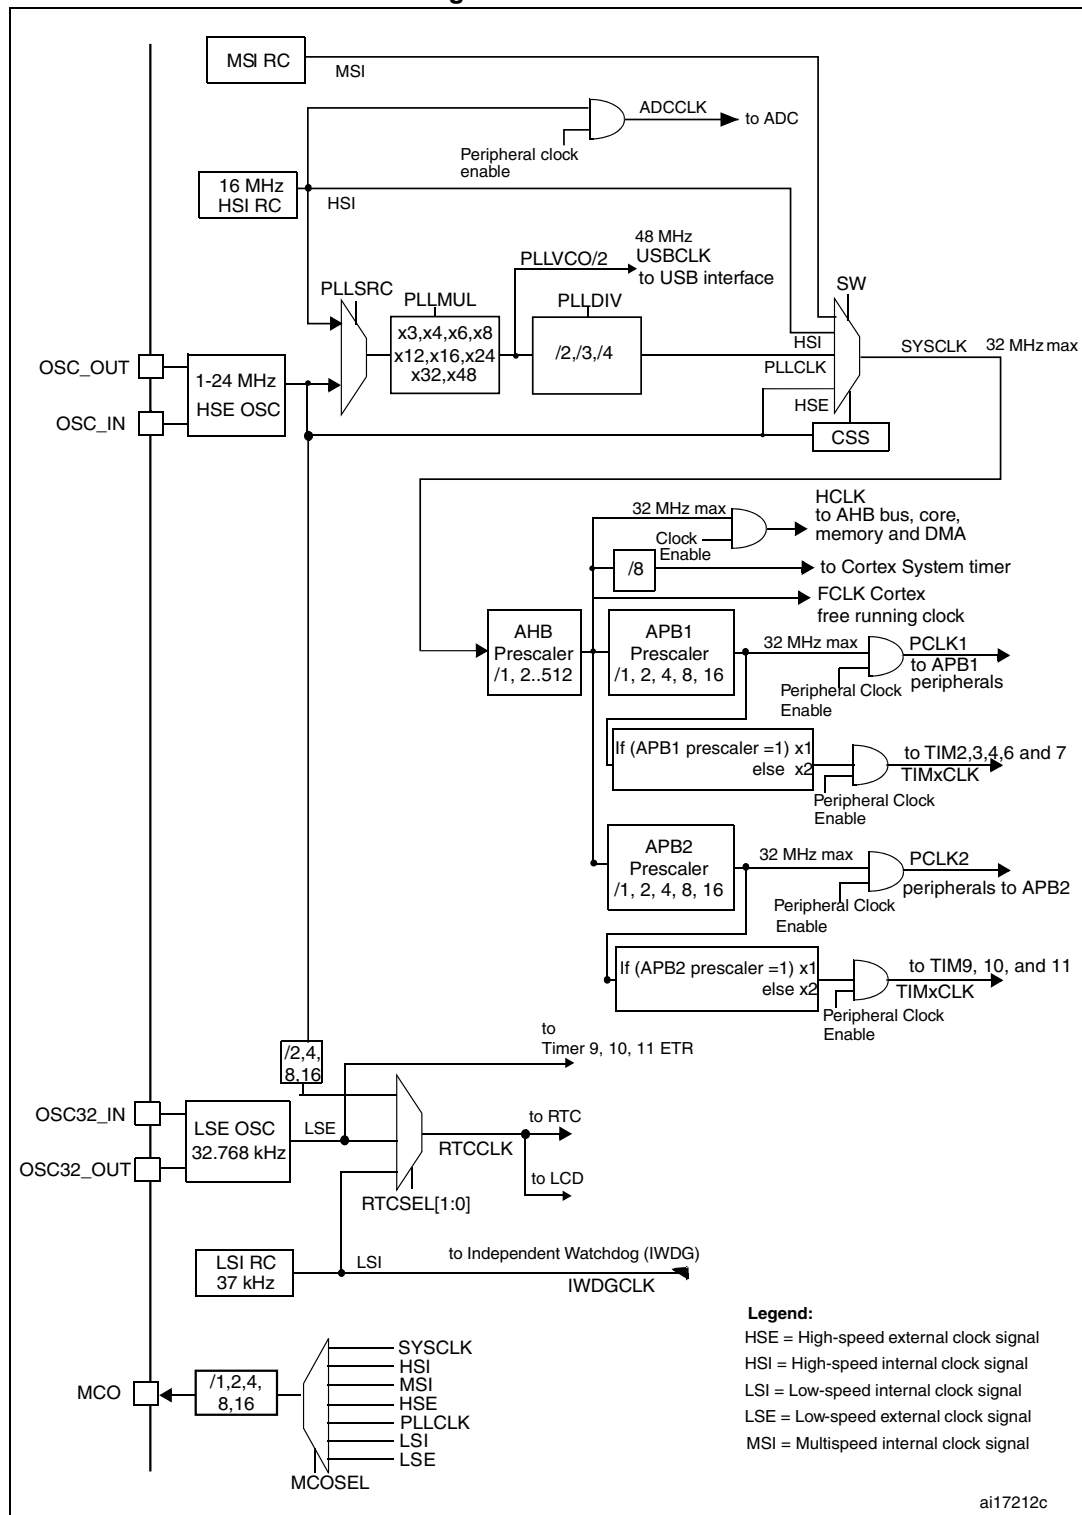 MSI RC
MSI
ADCCLK
to ADC
Peripheral clock
enable
16 MHz
HSI RC
HSI
48 MHz
USBCLK
to USB interface
PLLVCO/2
PLLSRC
PLLMUL
PLLDIV
SW
x3,x4,x6,x8
x12,x16,x24
x32,x48
/2,/3,/4
HSI
PLLCLK
HSE
SYSCLK
32 MHz max
OSC_OUT
OSC_IN
1-24 MHz
HSE OSC
CSS
32 MHz max
HCLK
to AHB bus, core,
memory and DMA
Clock
Enable
/8
to Cortex System timer
FCLK Cortex
free running clock
AHB
Prescaler
/1, 2..512
APB1
Prescaler
/1, 2, 4, 8, 16
32 MHz max
PCLK1
to APB1
peripherals
Peripheral Clock
Enable
If (APB1 prescaler =1) x1
else x2
to TIM2,3,4,6 and 7
TIMxCLK
Peripheral Clock
Enable
APB2
Prescaler
/1, 2, 4, 8, 16
32 MHz max
PCLK2
peripherals to APB2
Peripheral Clock
Enable
If (APB2 prescaler =1) x1
else x2
to TIM9, 10, and 11
TIMxCLK
Peripheral Clock
Enable
/2,4,
8,16
to
Timer 9, 10, 11 ETR
OSC32_IN
OSC32_OUT
LSE OSC
32.768 kHz
LSE
RTCCLK
to RTC
to LCD
RTCSEL[1:0]
LSI RC
37 kHz
LSI
to Independent Watchdog (IWDG)
IWDGCLK
MCO
/1,2,4,
8,16
SYSCLK
HSI
MSI
HSE
PLLCLK
LSI
LSE
MCOSEL
Legend:
HSE = High-speed external clock signal
HSI = High-speed internal clock signal
LSI = Low-speed internal clock signal
LSE = Low-speed external clock signal
MSI = Multispeed internal clock signal
ai17212c